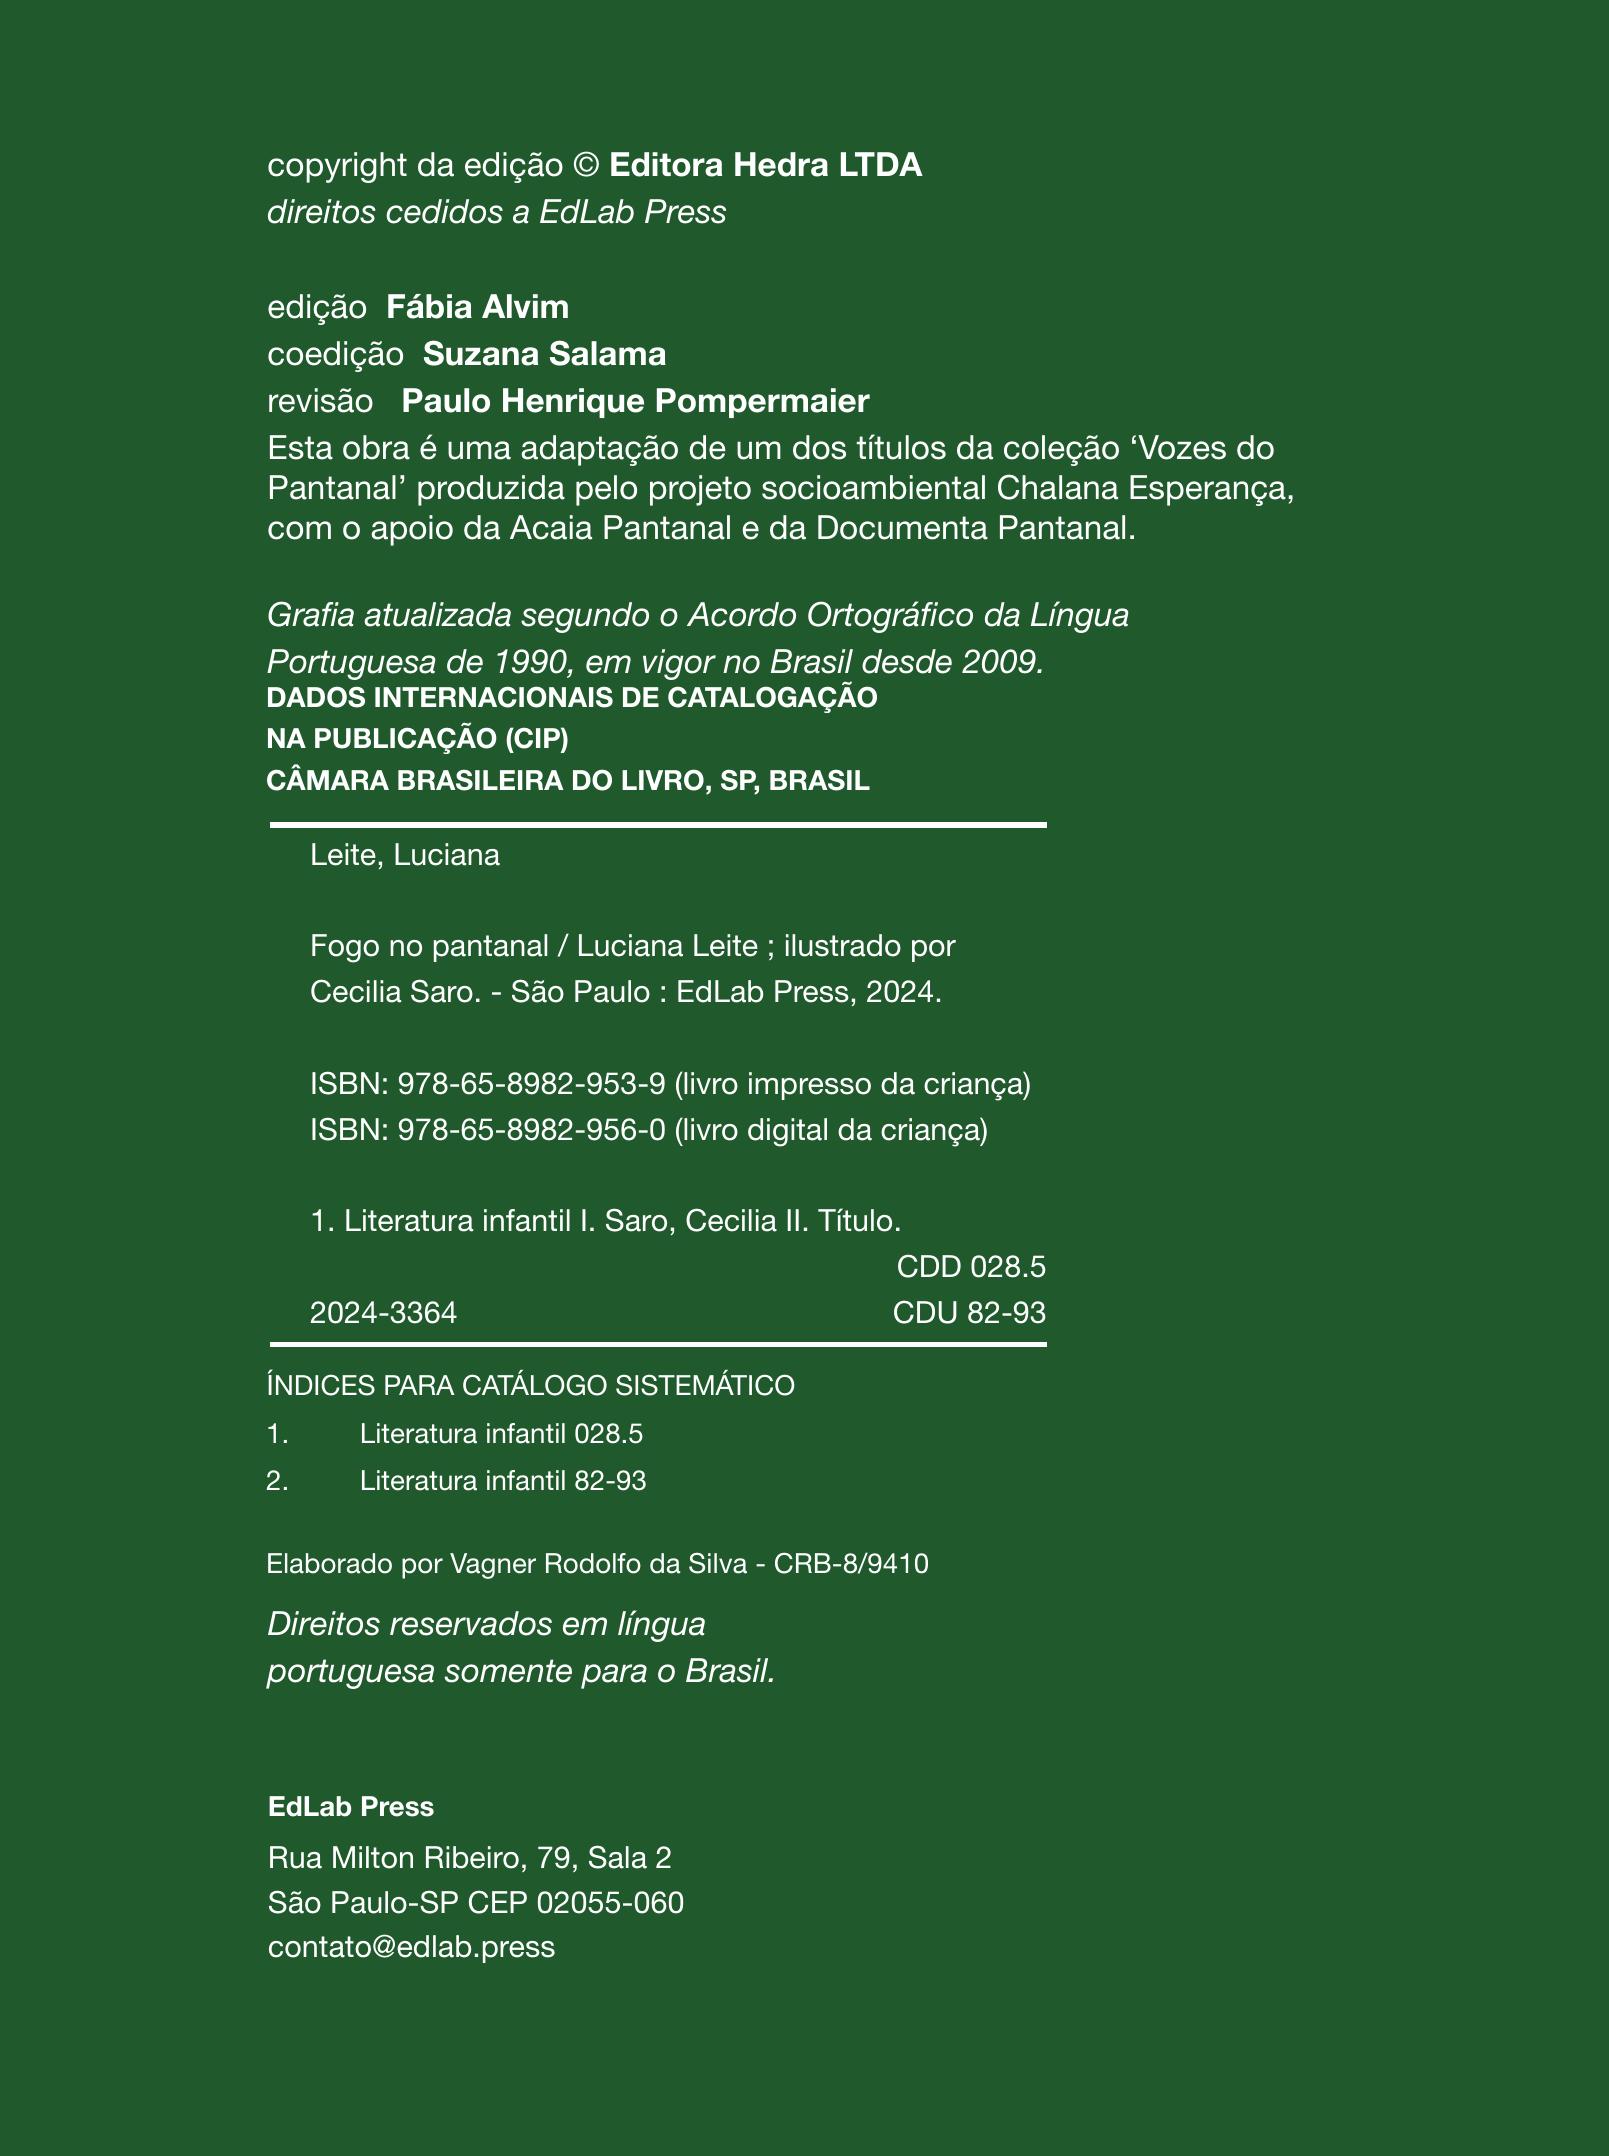 copyright da edição © Editora Hedra LTDA
direitos cedidos a EdLab Press
edição Fábia Alvim
coedição Suzana Salama
revisão Paulo Henrique Pompermaier
Esta obra é uma adaptação de um dos títulos da coleção ‘Vozes do
Pantanal’ produzida pelo projeto socioambiental Chalana Esperança,
com o apoio da Acaia Pantanal e da Documenta Pantanal.
Grafia atualizada segundo o Acordo Ortográfico da Língua
Portuguesa de 1990, em vigor no Brasil desde 2009.
DADOS INTERNACIONAIS DE CATALOGAÇÃO
NA PUBLICAÇÃO (CIP)
CÂMARA BRASILEIRA DO LIVRO, SP, BRASIL
Leite, Luciana
Fogo no pantanal / Luciana Leite ; ilustrado por
Cecilia Saro. - São Paulo : EdLab Press, 2024.
ISBN: 978-65-8982-953-9 (livro impresso da criança)
ISBN: 978-65-8982-956-0 (livro digital da criança)
1. Literatura infantil I. Saro, Cecilia II. Título.
CDD 028.5
2024-3364 CDU 82-93
ÍNDICES PARA CATÁLOGO SISTEMÁTICO
1. Literatura infantil 028.5
2. Literatura infantil 82-93
Elaborado por Vagner Rodolfo da Silva - CRB-8/9410
Direitos reservados em língua
portuguesa somente para o Brasil.
EdLab Press
Rua Milton Ribeiro, 79, Sala 2
São Paulo-SP CEP 02055-060
contato@edlab.press